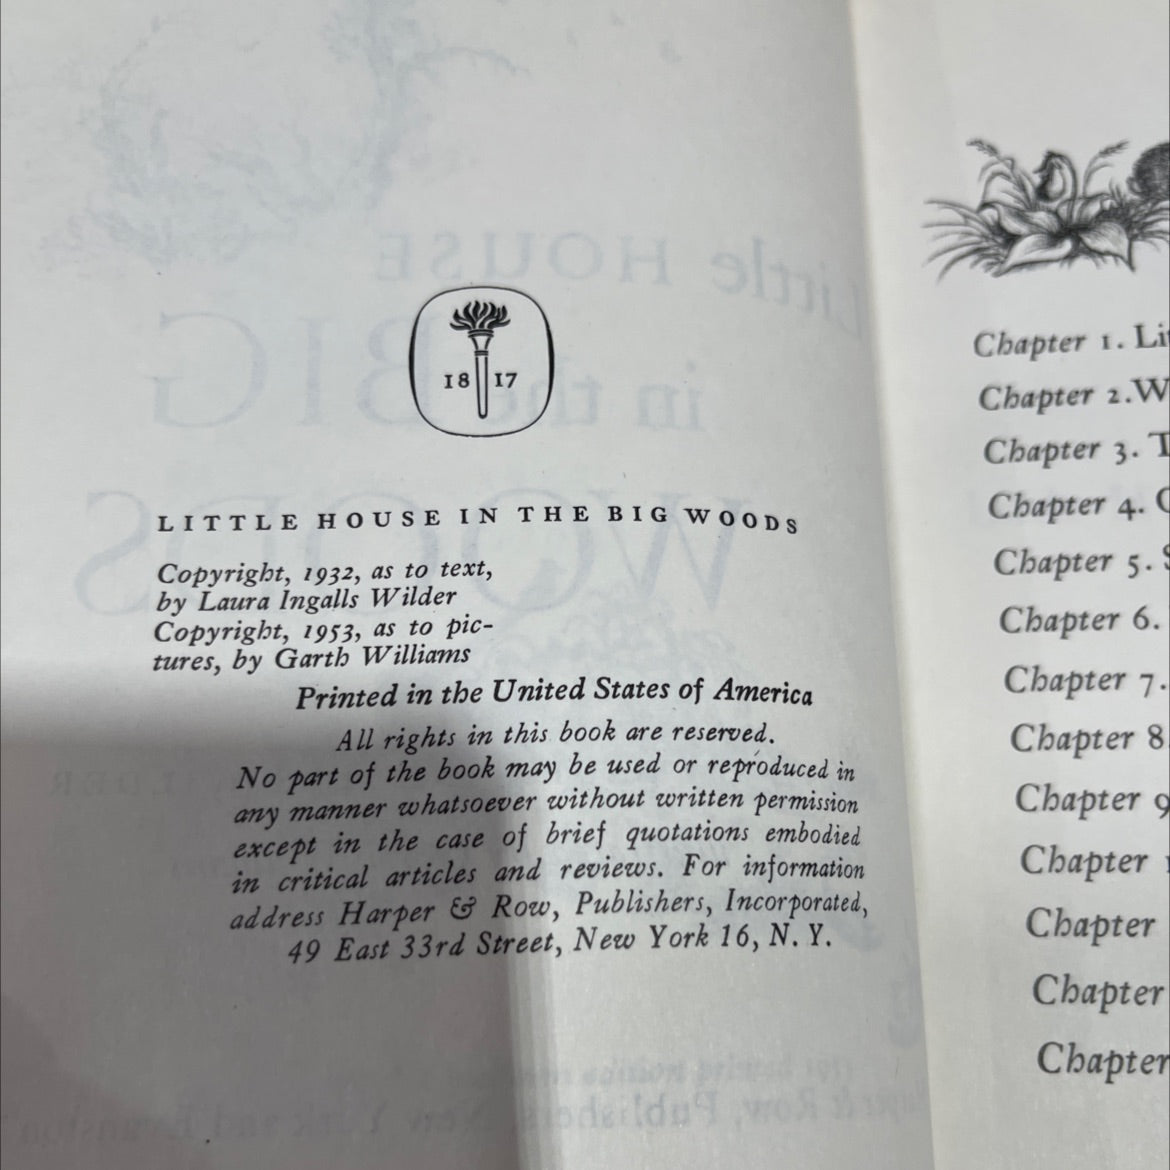 18 17
LITTLE HOUSE IN THE BIG WOODS
Copyright, 1932, as to text,
by Laura Ingalls Wilder
Copyright, 1953, as to pic-
tures, by Garth Williams
Printed in the United States of America
All rights in this book are reserved.
No part of the book may be used or reproduced in
any manner whatsoever without written permission
except in the case of brief quotations embodied
in critical articles and reviews. For information
address Harper & Row, Publishers, Incorporated,
49 East 33rd Street, New York 16, N. Y.
Chapter 1. Li
Chapter 2. W
Chapter 3. T
Chapter 4.
Chapter 5.
Chapter 6.
Chapter 7.
Chapter 8
Chapter 9
Chapter 1
Chapter
Chapter
Chapter